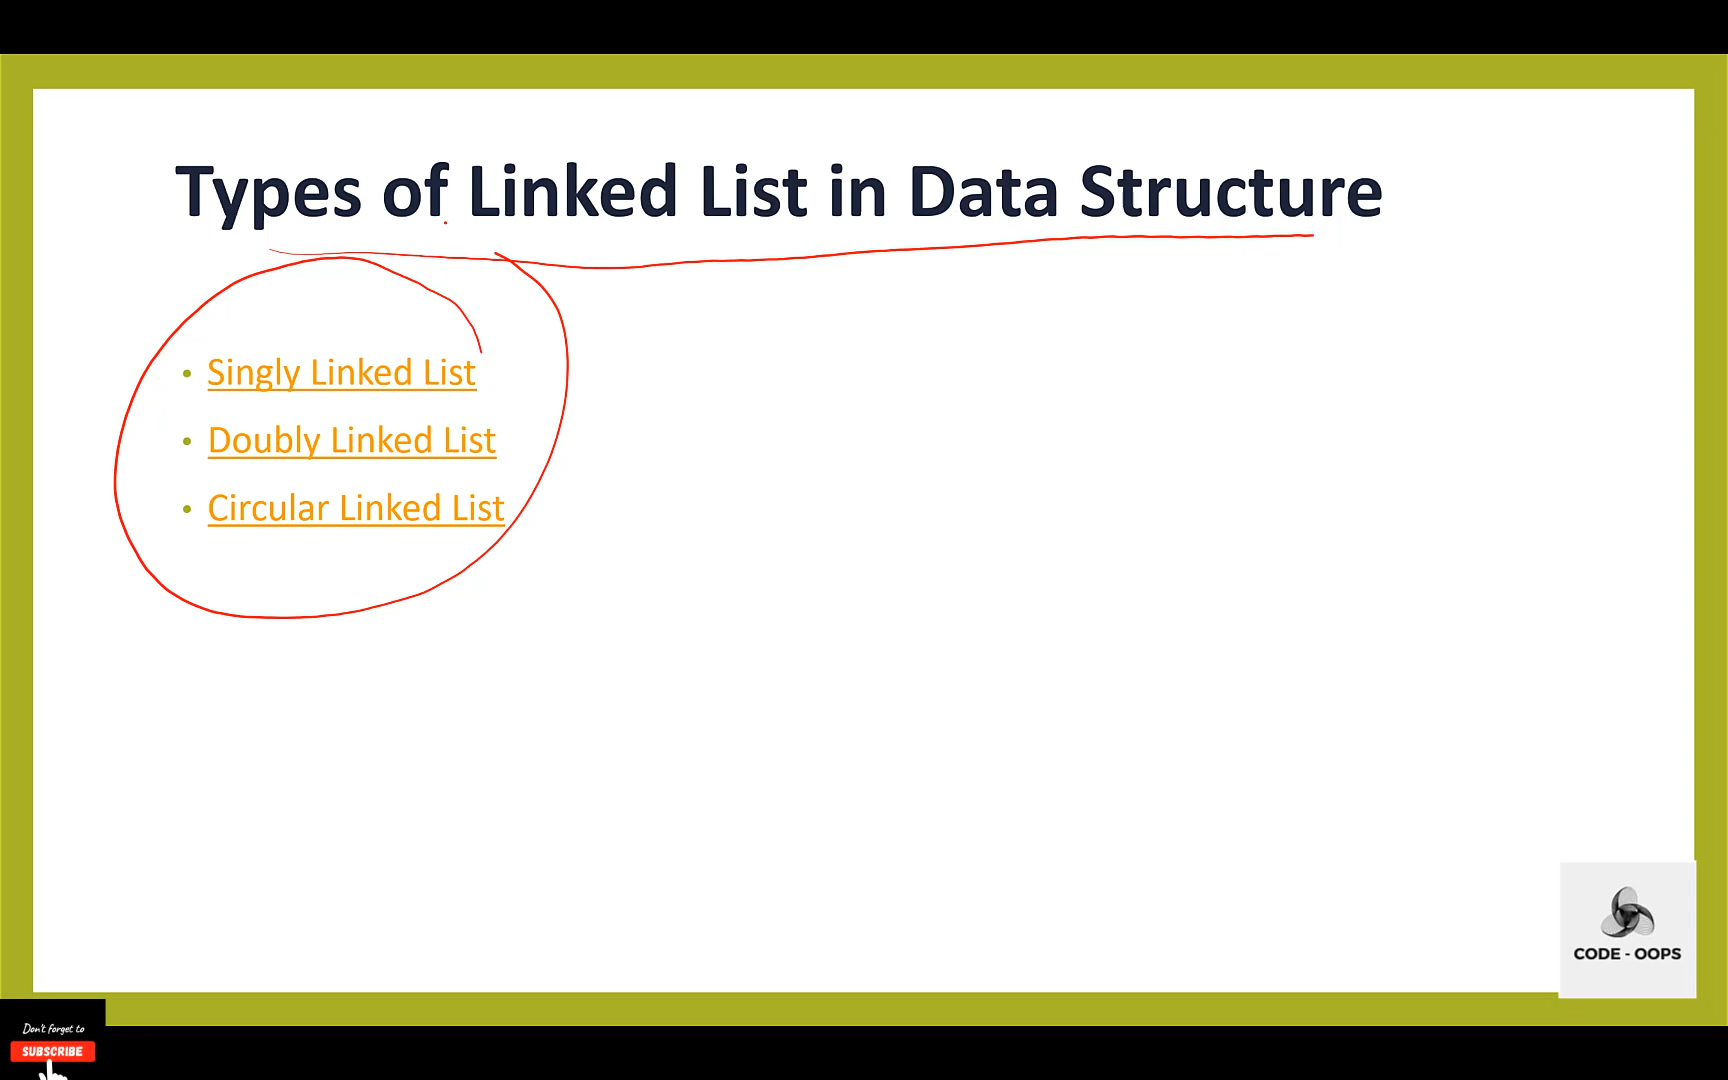 Types of Linked List in Data Structure
• Singly Linked List
• Doubly Linked List
• Circular Linked List
CODE - OOPS
Don't forget to
SUBSCRIBE